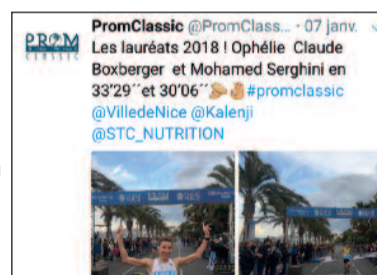 PromClassic @PromClass... · 07 janv.
PROM
CLASSIC
Les lauréats 2018 ! Ophélie Claude
Boxberger et Mohamed Serghini en
33'29´´et 30'06´´ #promclassic
@VilledeNice @Kalenji
@STC_NUTRITION